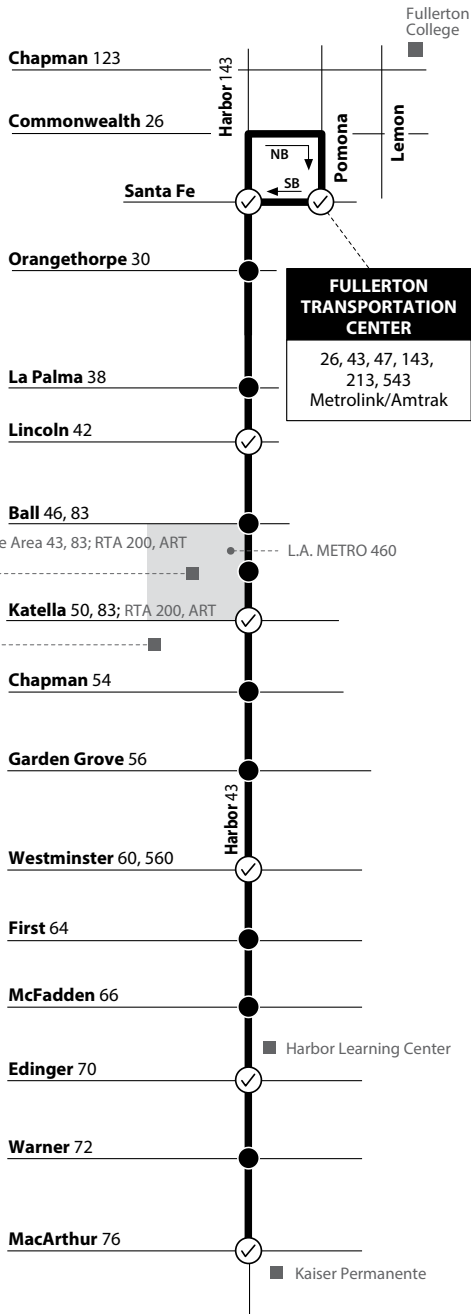 Fullerton
College
Chapman 123
Harbor 143
Commonwealth 26
Pomona
Lemon
NB
SB
Santa Fe
Orangethorpe 30
FULLERTON
TRANSPORTATION
CENTER
26, 43, 47, 143,
213, 543
Metrolink/Amtrak
La Palma 38
Lincoln 42
Ball 46, 83
Area 43, 83; RTA 200, ART
L.A. METRO 460
Katella 50, 83; RTA 200, ART
Chapman 54
Garden Grove 56
Harbor 43
Westminster 60, 560
First 64
McFadden 66
Harbor Learning Center
Edinger 70
Warner 72
MacArthur 76
Kaiser Permanente